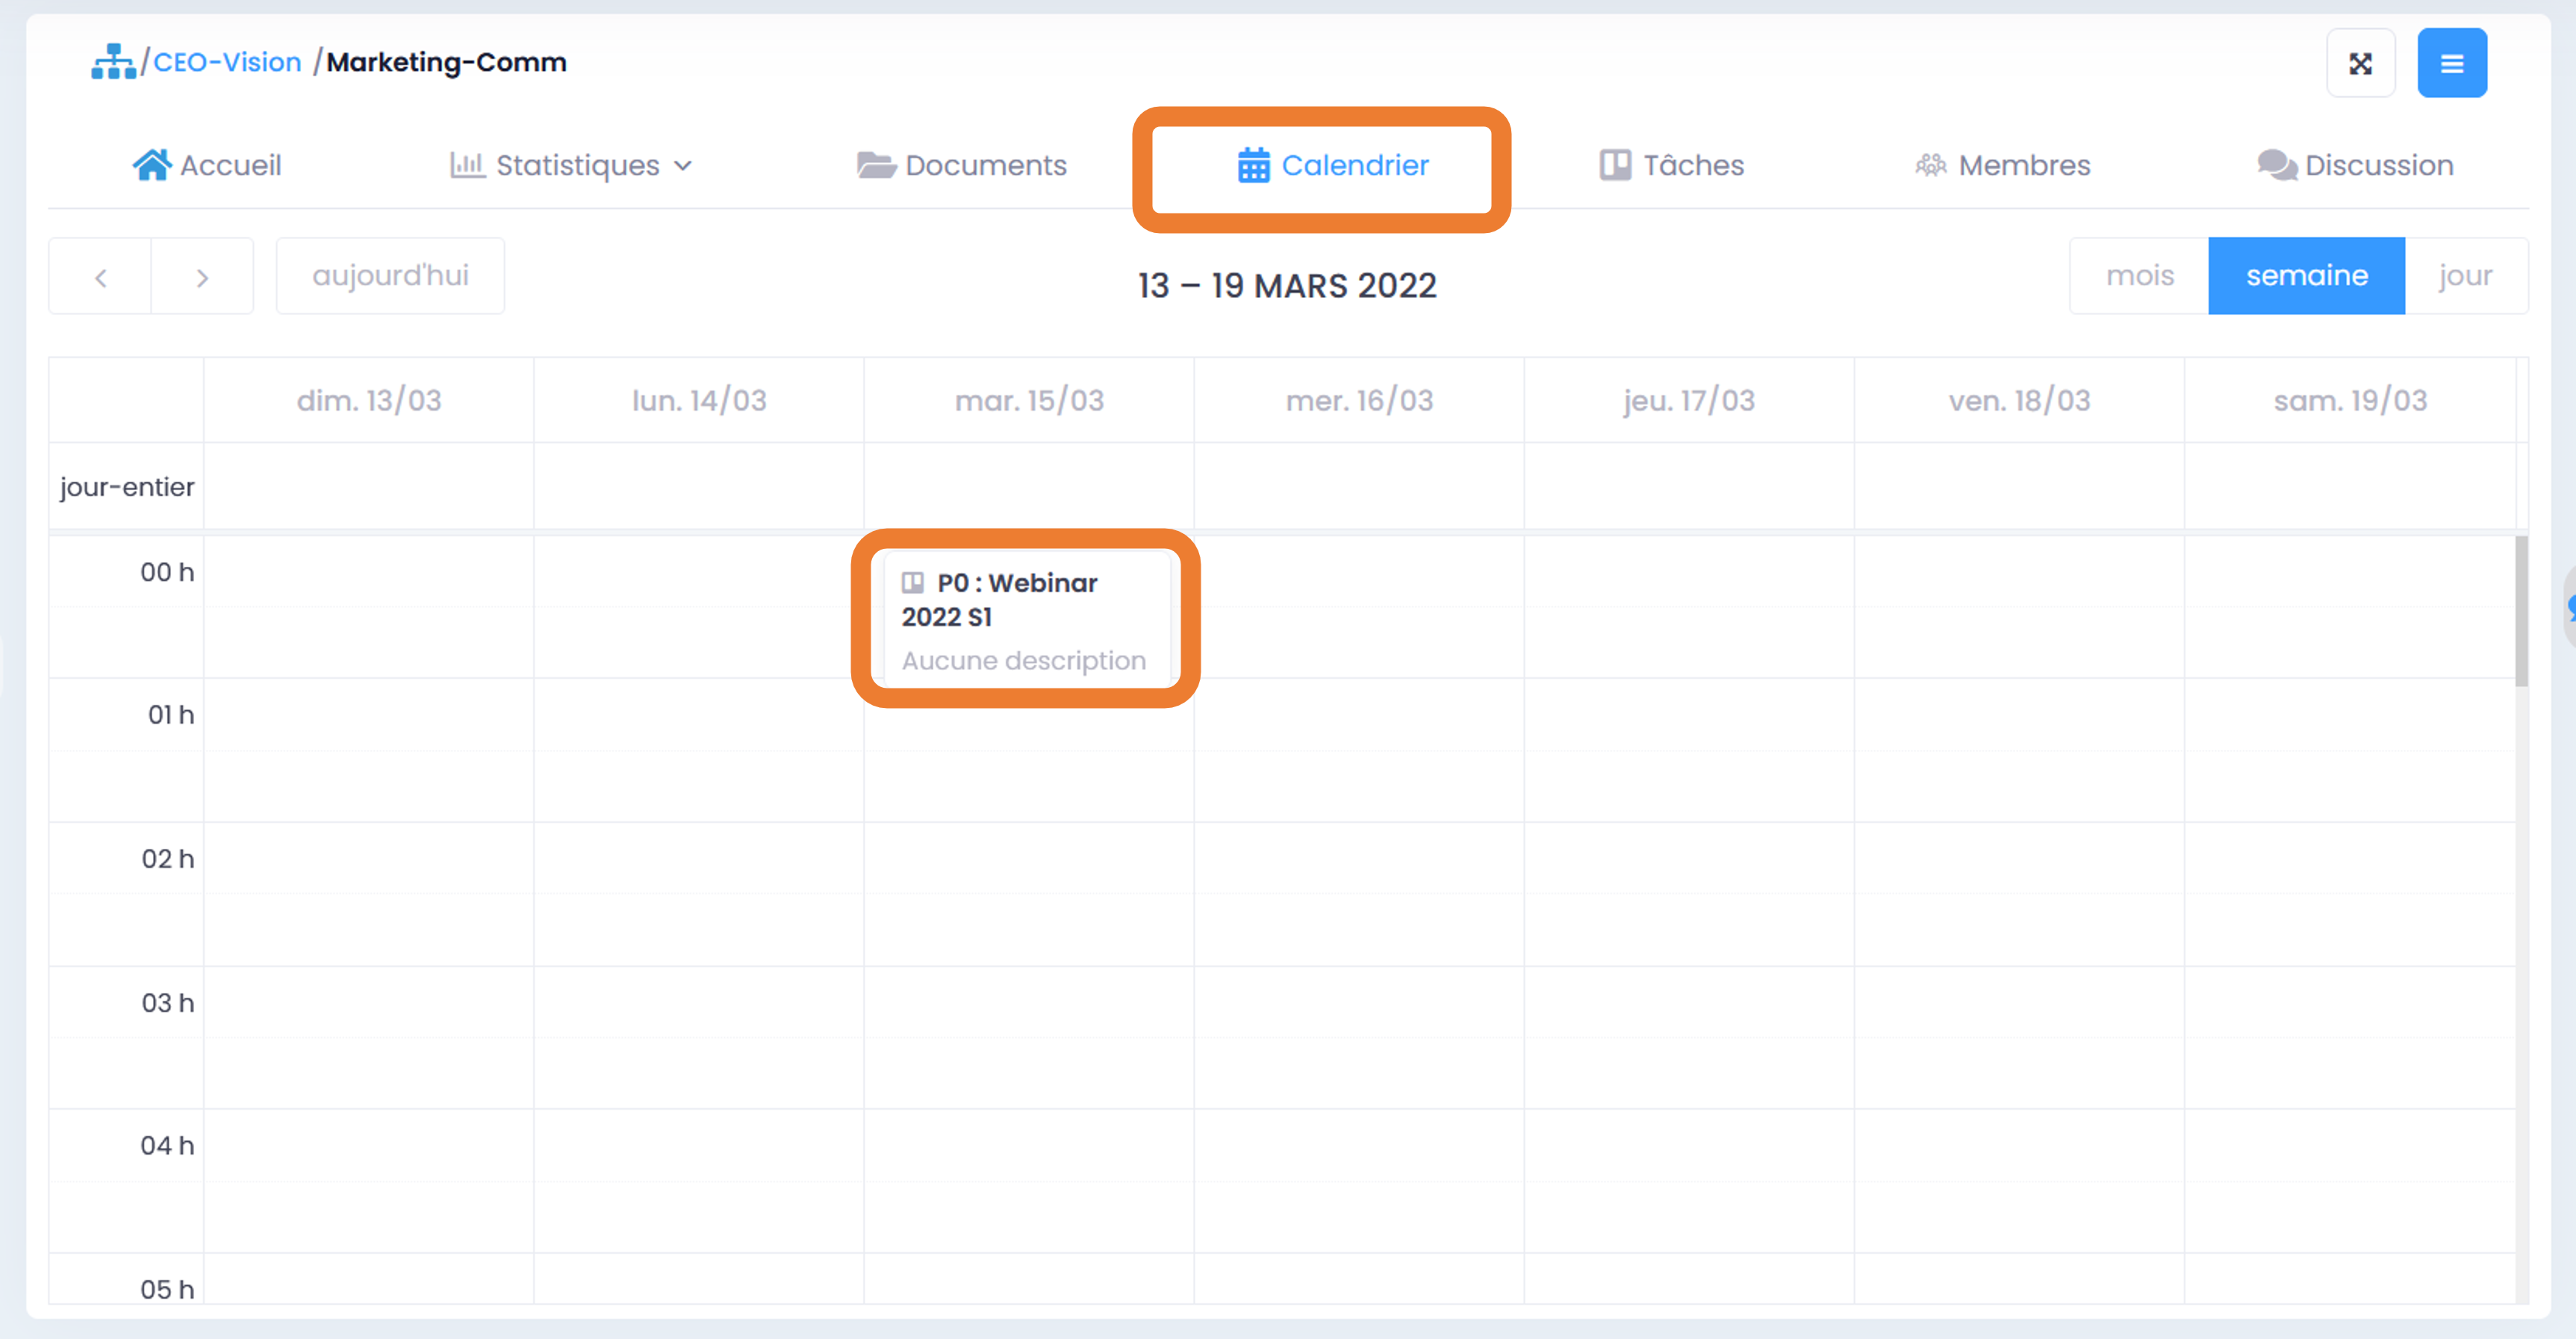 /CEO-Vision /Marketing-Comm
Accueil Statistiques Documents Calendrier Tâches Membres Discussion
aujourd'hui 13 – 19 MARS 2022 mois semaine jour
dim. 13/03 lun. 14/03 mar. 15/03 mer. 16/03 jeu. 17/03 ven. 18/03 sam. 19/03
jour-entier
00 h
P0 : Webinar
2022 S1
Aucune description
01 h
02 h
03 h
04 h
05 h